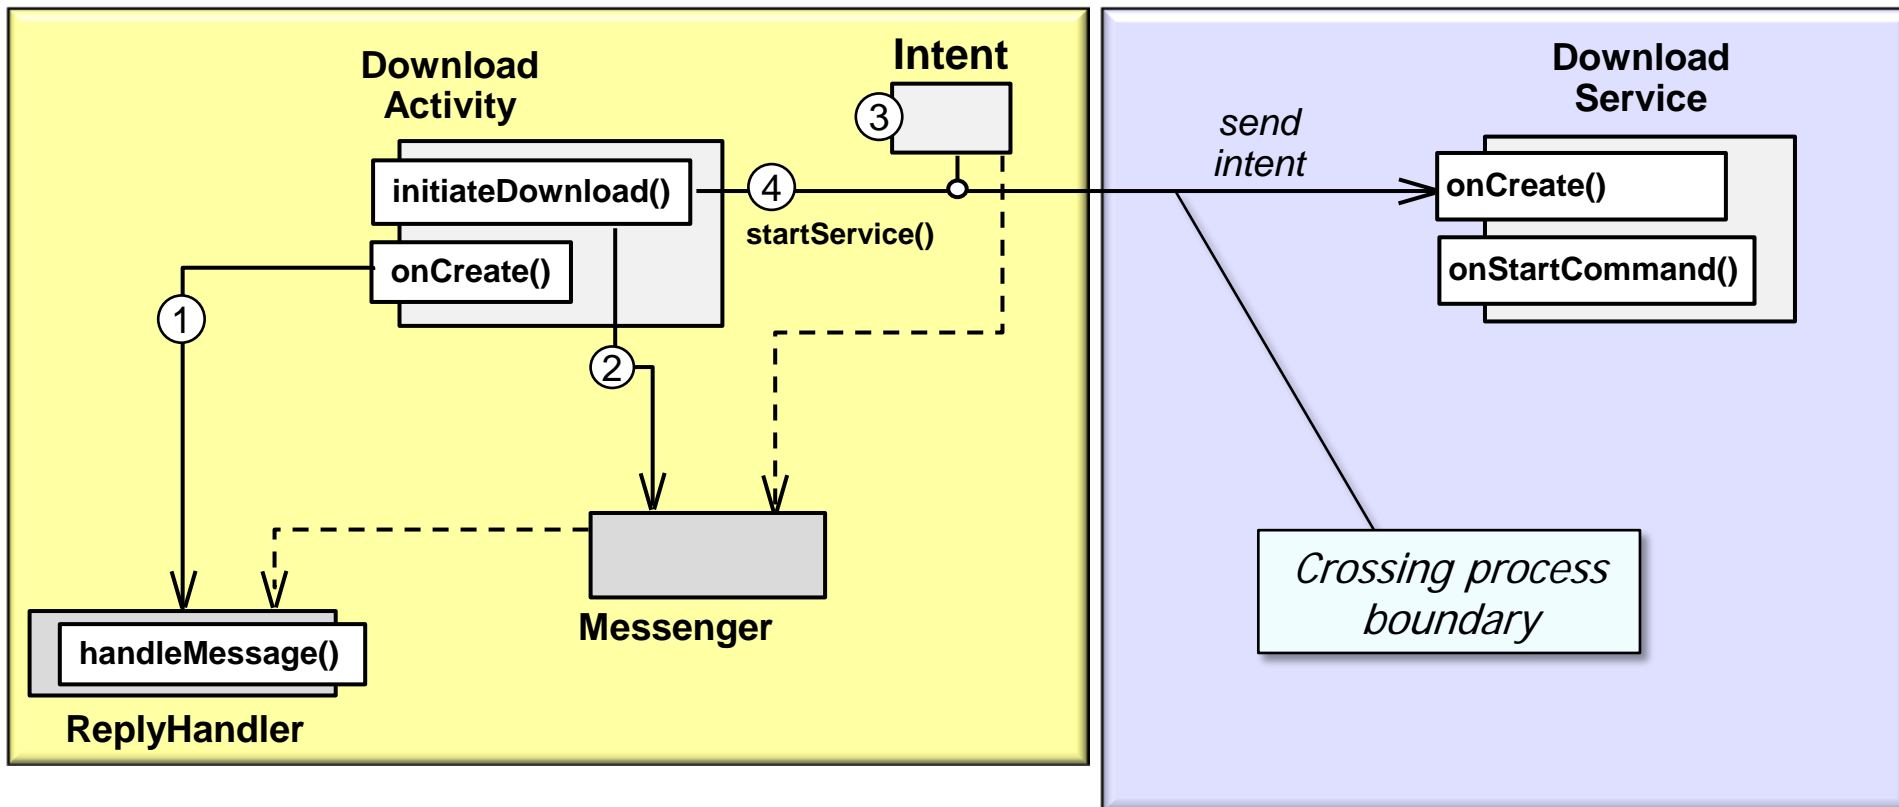 Download
Activity
initiateDownload()
onCreate()
Intent
3
4
startService()
1
2
Messenger
handleMessage()
ReplyHandler
send
intent
Download
Service
onCreate()
onStartCommand()
Crossing process
boundary